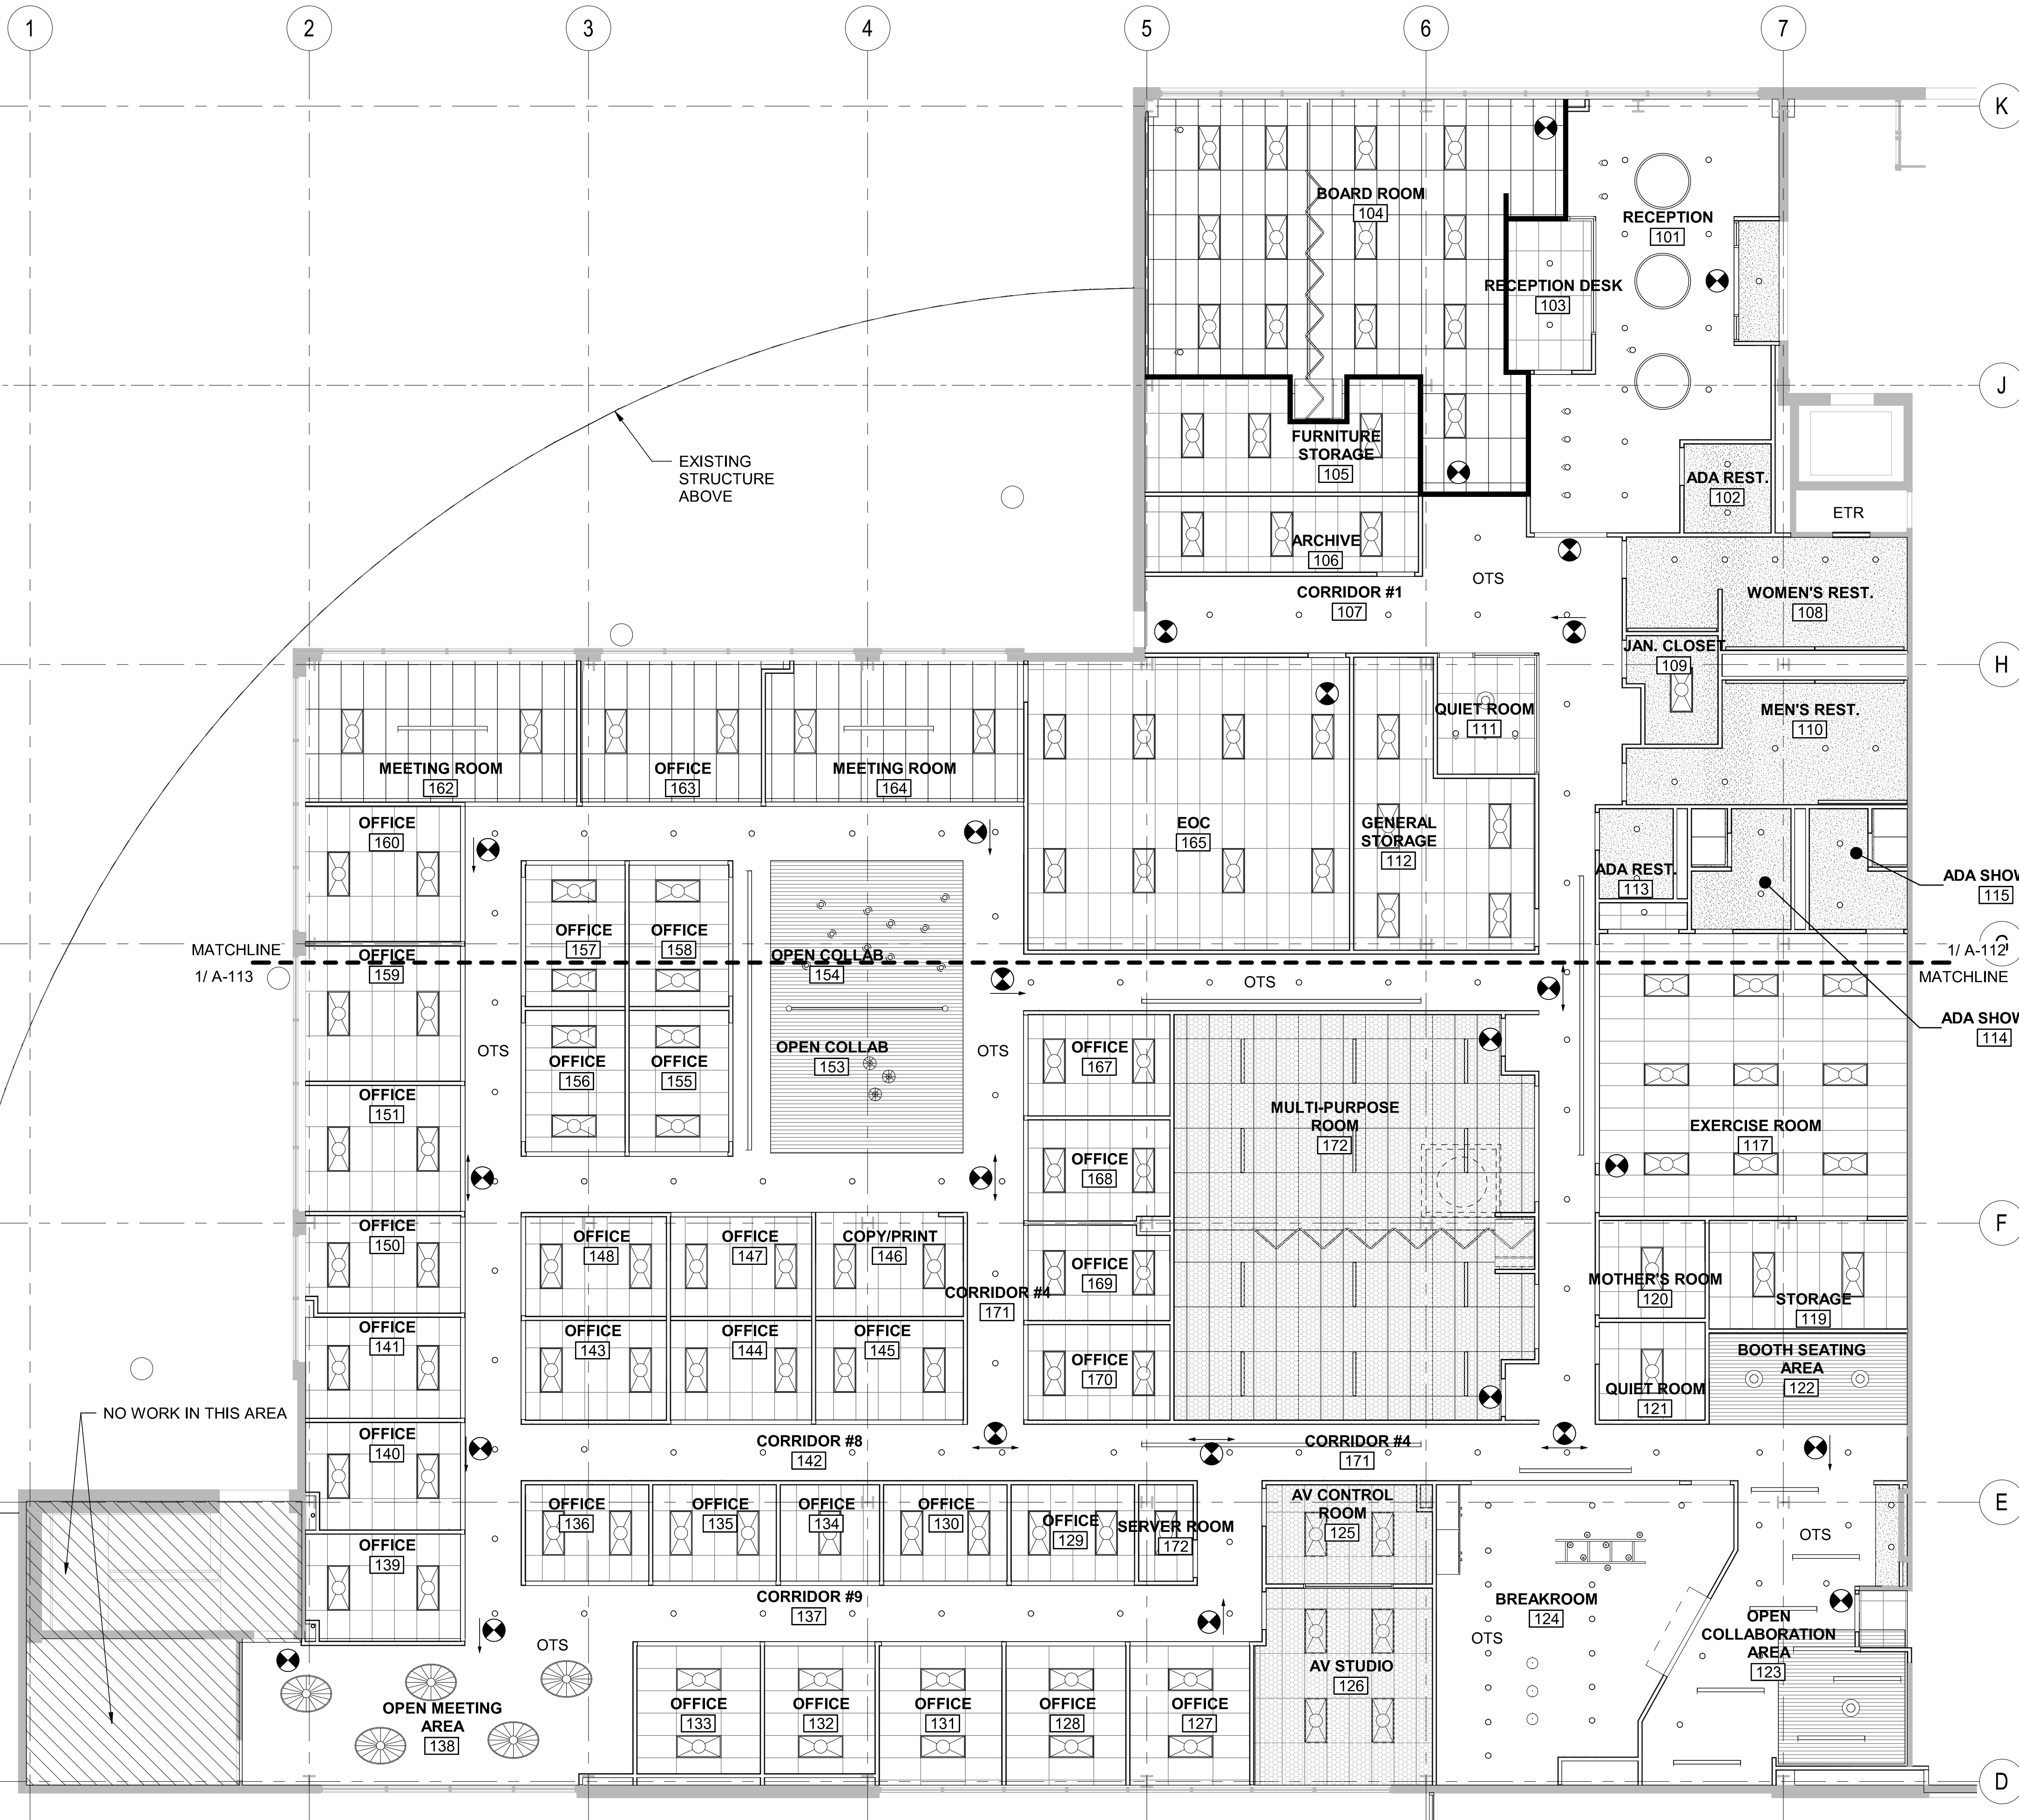 1
2
3
4
5
6
7
K
J
H
G
F
E
D
BOARD ROOM
104
RECEPTION
101
RECEPTION DESK
103
EXISTING
STRUCTURE
ABOVE
FURNITURE
STORAGE
105
ADA REST.
102
ETR
ARCHIVE
106
OTS
CORRIDOR #1
107
WOMEN'S REST.
108
JAN. CLOSET
109
QUIET ROOM
111
MEN'S REST.
110
MEETING ROOM
162
OFFICE
163
MEETING ROOM
164
OFFICE
160
EOC
165
GENERAL
STORAGE
112
ADA REST.
113
ADA SHOW
115
OFFICE
157
OFFICE
158
MATCHLINE
1/ A-113
OFFICE
159
OPEN COLLAB
154
OTS
1/ A-112
MATCHLINE
ADA SHOW
114
OTS
OFFICE
156
OFFICE
155
OPEN COLLAB
153
OTS
OFFICE
167
OFFICE
151
MULTI-PURPOSE
ROOM
172
EXERCISE ROOM
117
OFFICE
168
OFFICE
150
OFFICE
148
OFFICE
147
COPY/PRINT
146
CORRIDOR #4
171
OFFICE
169
MOTHER'S ROOM
120
STORAGE
119
OFFICE
141
OFFICE
143
OFFICE
144
OFFICE
145
OFFICE
170
BOOTH SEATING
AREA
122
QUIET ROOM
121
NO WORK IN THIS AREA
OFFICE
140
CORRIDOR #8
142
CORRIDOR #4
171
OFFICE
136
OFFICE
135
OFFICE
134
OFFICE
130
OFFICE
129
SERVER ROOM
172
AV CONTROL
ROOM
125
OTS
OFFICE
139
CORRIDOR #9
137
BREAKROOM
124
OTS
OPEN
COLLABORATION
AREA
123
OTS
OPEN MEETING
AREA
138
OFFICE
133
OFFICE
132
OFFICE
131
OFFICE
128
OFFICE
127
AV STUDIO
126